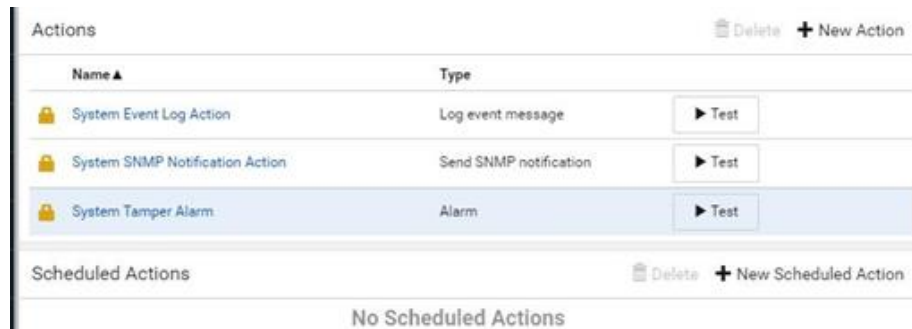 Actions Delete + New Action
Name▲ Type
System Event Log Action Log event message ▶ Test
System SNMP Notification Action Send SNMP notification ▶ Test
System Tamper Alarm Alarm ▶ Test
Scheduled Actions Delete + New Scheduled Action
No Scheduled Actions